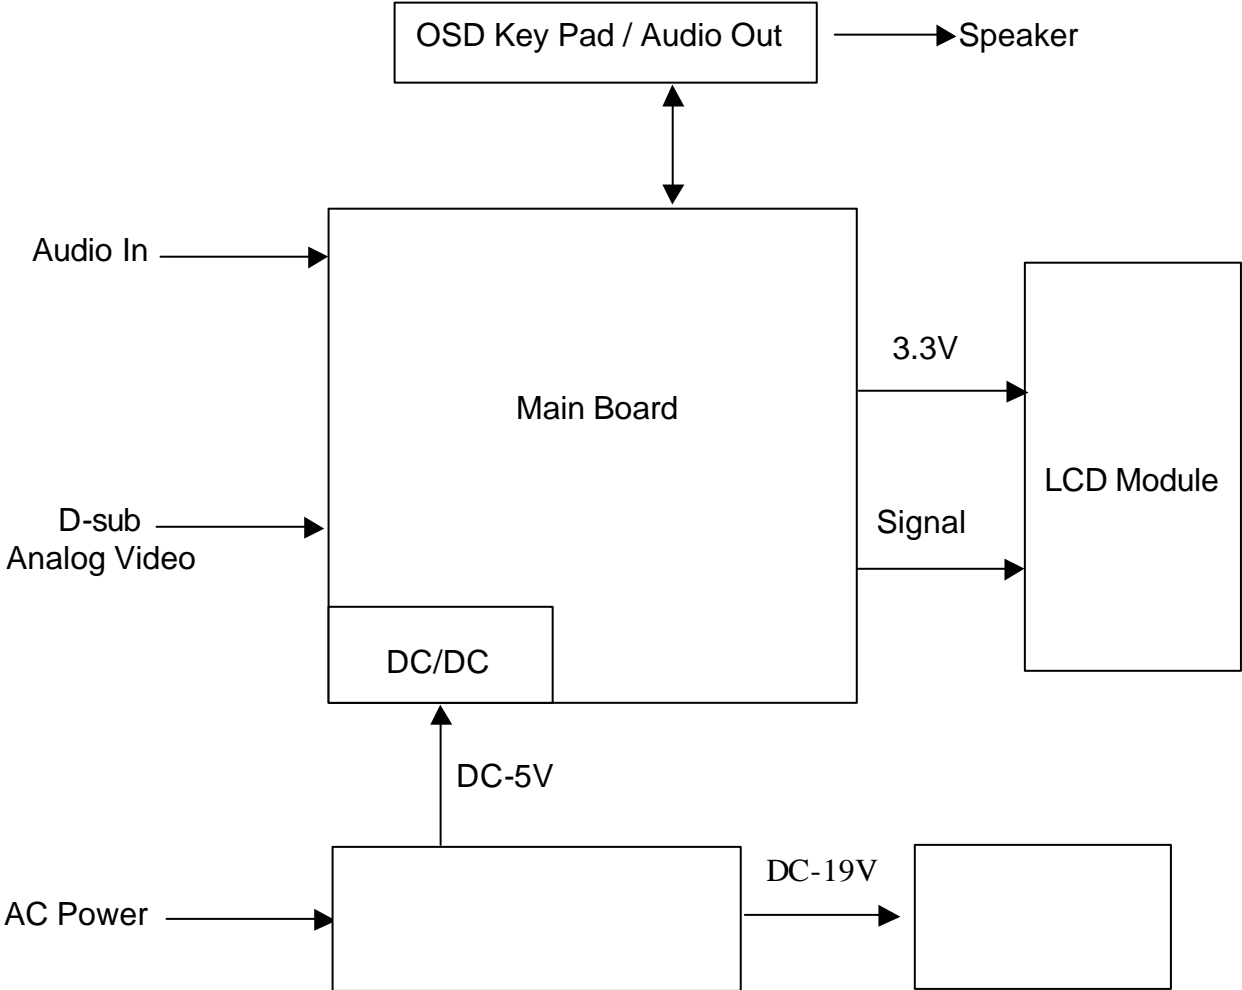 OSD Key Pad / Audio Out
Speaker
Audio In
3.3V
Main Board
LCD Module
D-sub
Analog Video
Signal
DC/DC
DC-5V
DC-19V
AC Power